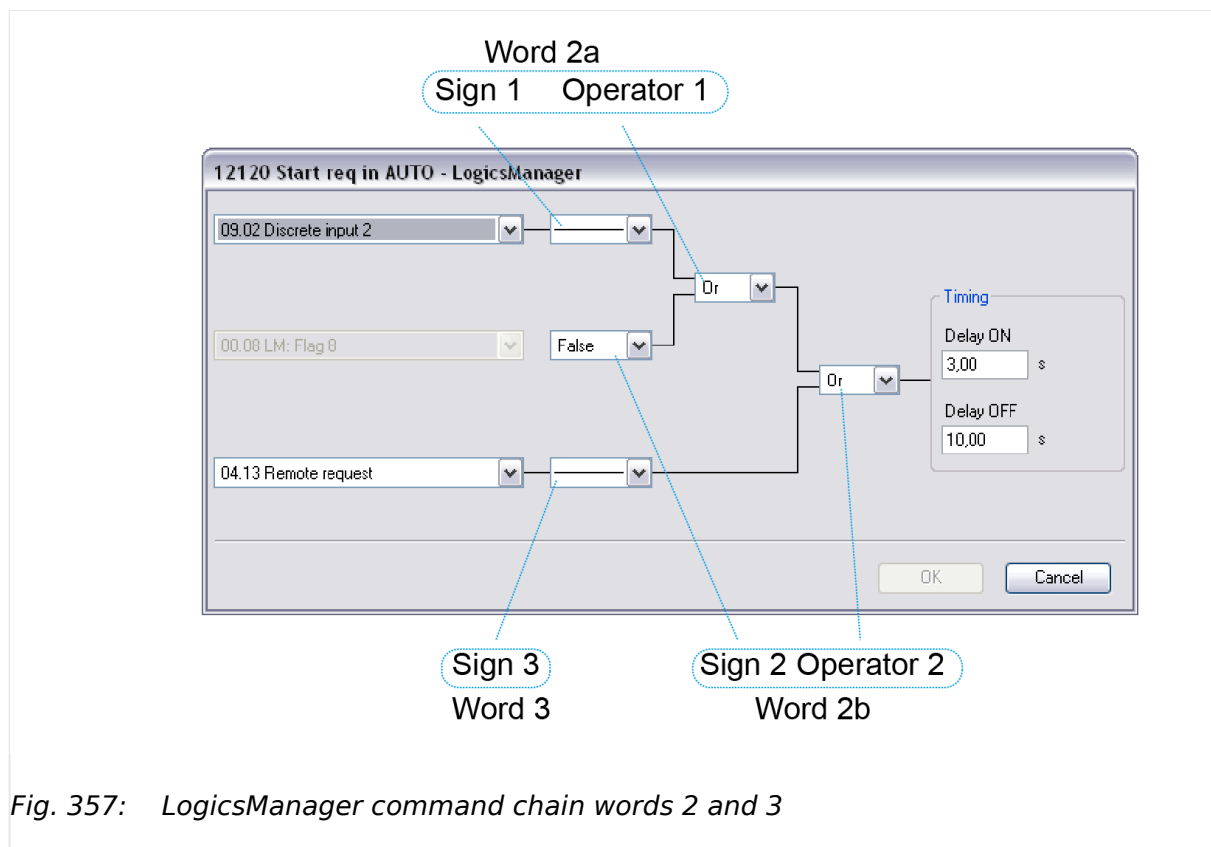 Word 2a
Sign 1 Operator 1
12120 Start req in AUTO - LogicsManager
09.02 Discrete input 2
Or
Timing
00.08 LM: Flag 8
False
Delay ON
3,00 s
Or
Delay OFF
10,00 s
04.13 Remote request
OK Cancel
Sign 3 Sign 2 Operator 2
Word 3 Word 2b
Fig. 357: LogicsManager command chain words 2 and 3